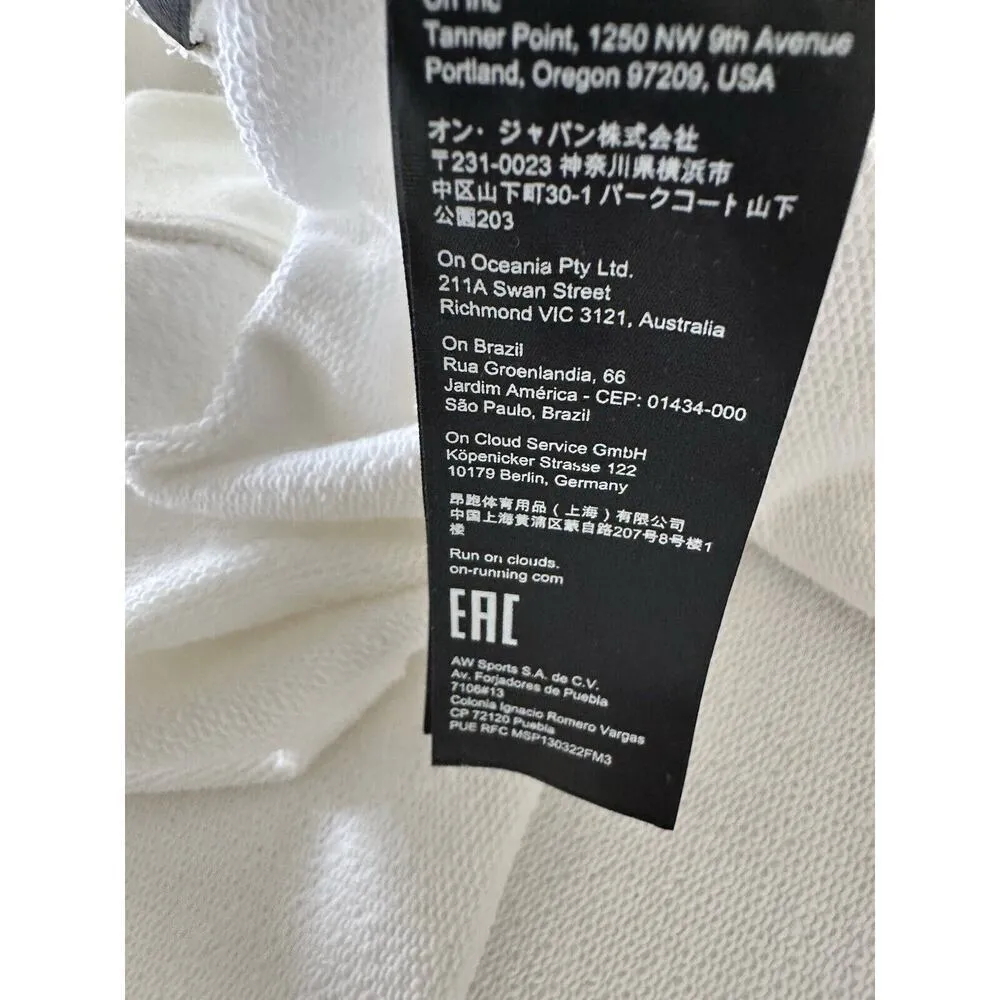 On Inc
Tanner Point, 1250 NW 9th Avenue
Portland, Oregon 97209, USA
オン・ジャパン株式会社
〒231-0023 神奈川県横浜市
中区山下町30-1 パークコート 山下
公園203
On Oceania Pty Ltd.
211A Swan Street
Richmond VIC 3121, Australia
On Brazil
Rua Groenlandia, 66
Jardim América - CEP: 01434-000
São Paulo, Brazil
On Cloud Service GmbH
Köpenicker Strasse 122
10179 Berlin, Germany
昂跑体育用品（上海）有限公司
中国上海黄浦区蒙自路207号8号楼1
楼
Run on clouds.
on-running.com
EAC
AW Sports S.A. de C.V.
Av. Forjadores de Puebla
7106#13
Colonia Ignacio Romero Vargas
CP 72120 Puebla
PUE RFC MSP130322FM3